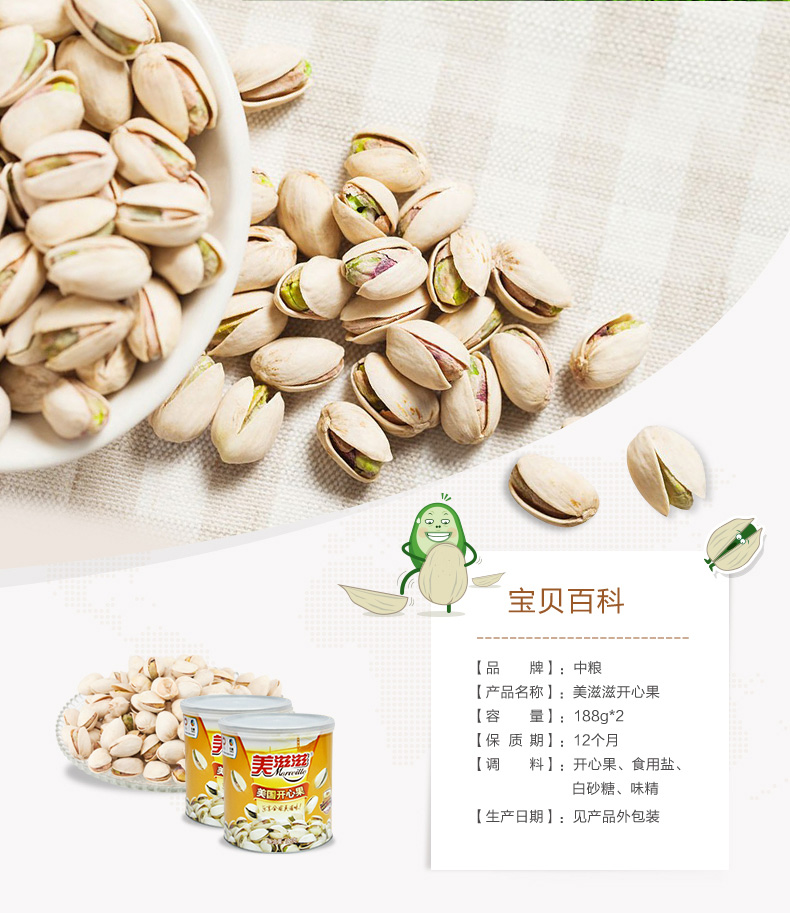 宝贝百科
【品 牌】：中粮
【产品名称】：美滋滋开心果
【容 量】：188g*2
【保 质 期】：12个月
【调 料】：开心果、食用盐、
白砂糖、味精
【生产日期】：见产品外包装
美滋滋
Merveille
美国开心果